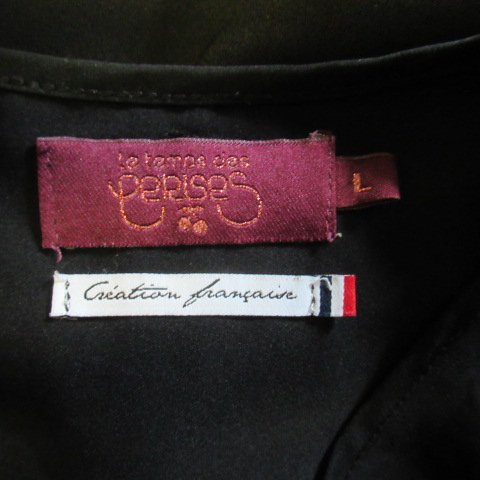 le temps des
cerises
L
Création française